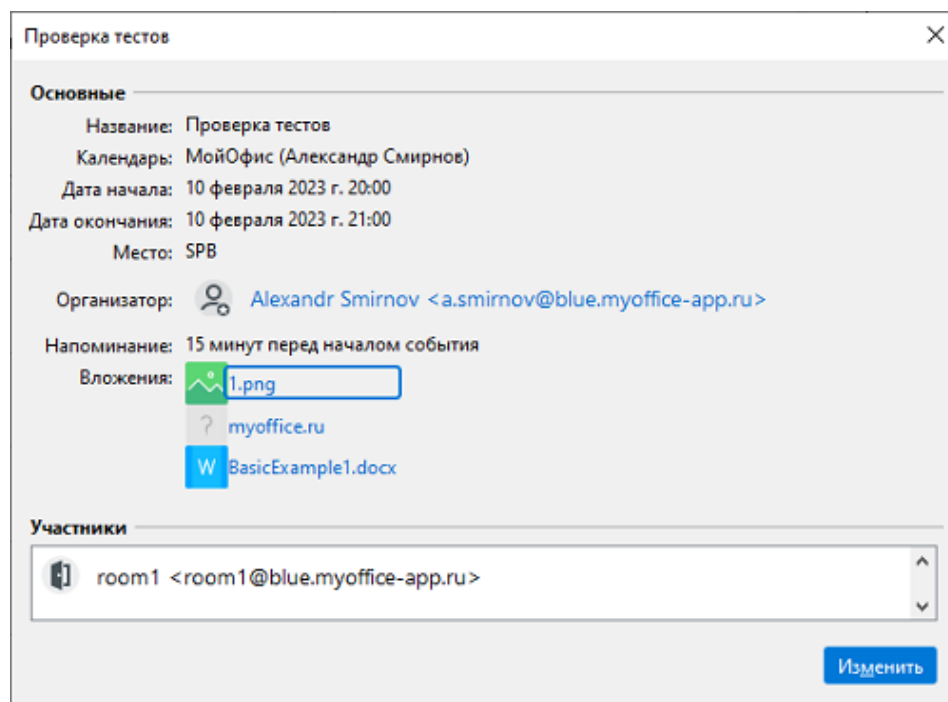 Проверка тестов
Основные
Название: Проверка тестов
Календарь: МойОфис (Александр Смирнов)
Дата начала: 10 февраля 2023 г. 20:00
Дата окончания: 10 февраля 2023 г. 21:00
Место: SPB
Организатор: Alexandr Smirnov <a.smirnov@blue.myoffice-app.ru>
Напоминание: 15 минут перед началом события
Вложения: 1.png
? myoffice.ru
W BasicExample1.docx
Участники
room1 <room1@blue.myoffice-app.ru>
Изменить